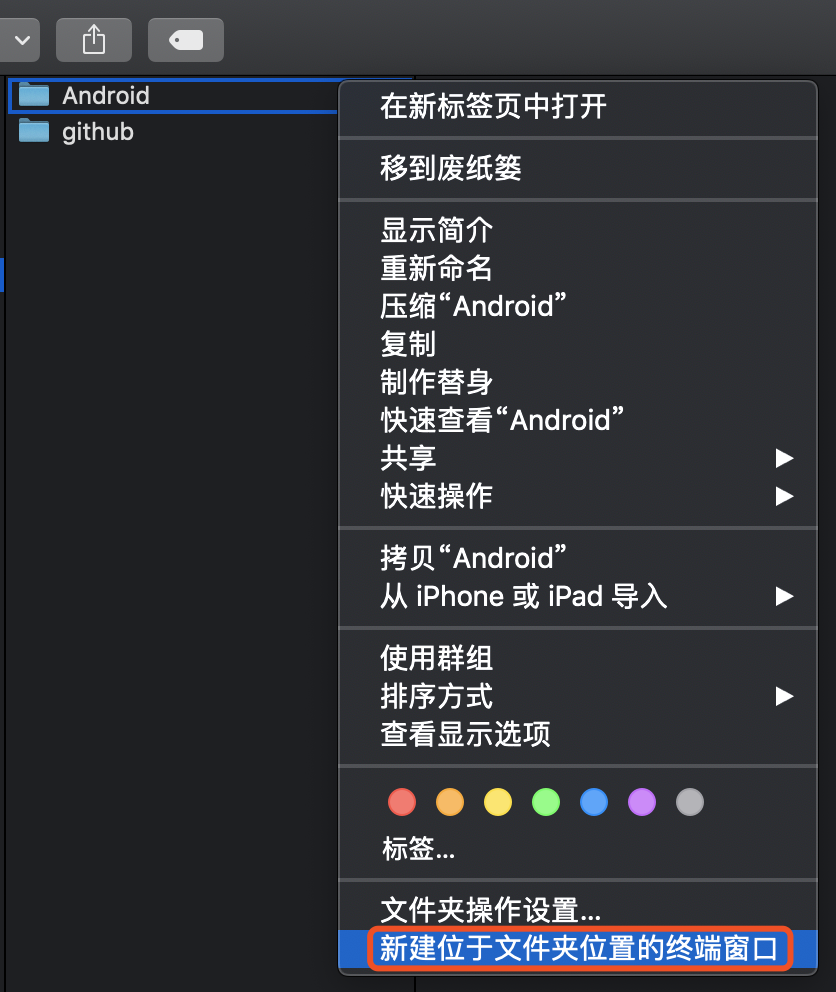 Android
github
在新标签页中打开
移到废纸篓
显示简介
重新命名
压缩“Android”
复制
制作替身
快速查看“Android”
共享
快速操作
拷贝“Android”
从 iPhone 或 iPad 导入
使用群组
排序方式
查看显示选项
标签...
文件夹操作设置...
新建位于文件夹位置的终端窗口